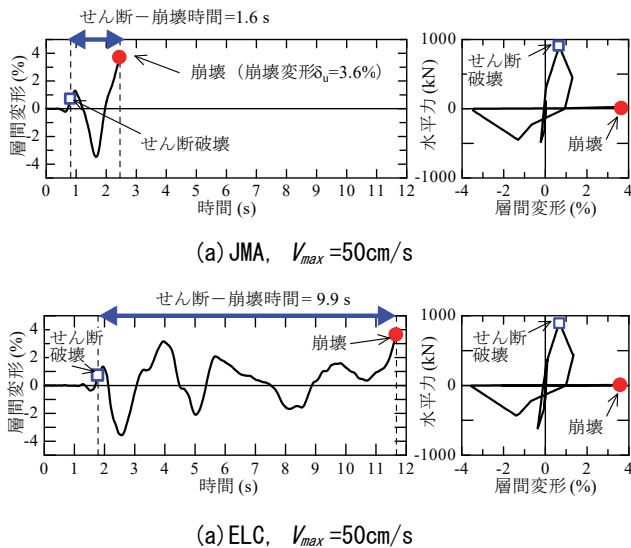 せん断－崩壊時間=1.6 s
層間変形 (%)
4
2
0
-2
-4
崩壊（崩壊変形δu=3.6%）
せん断破壊
0 1 2 3 4 5 6 7 8 9 10 11 12
時間 (s)
水平力 (kN)
1000
0
-1000
せん断
破壊
崩壊
-4 -2 0 2 4
層間変形 (%)
(a) JMA, Vmax =50cm/s
せん断－崩壊時間= 9.9 s
層間変形 (%)
4
2
0
-2
-4
せん断
破壊
崩壊
0 1 2 3 4 5 6 7 8 9 10 11 12
時間 (s)
水平力 (kN)
1000
0
-1000
せん断
破壊
崩壊
-4 -2 0 2 4
層間変形 (%)
(a) ELC, Vmax =50cm/s